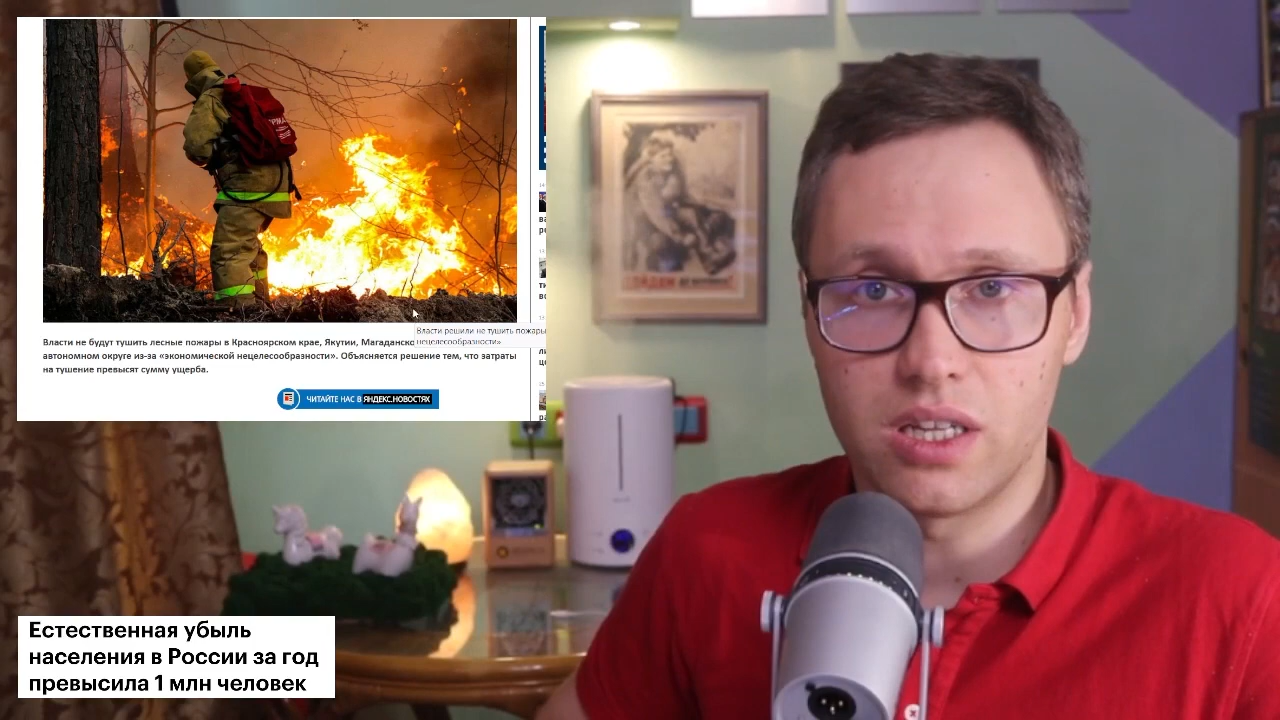 Власти не будут тушить лесные пожары в Красноярском крае, Якутии, Магаданско
автономном округе из-за «экономической нецелесообразности». Объясняется решение тем, что затраты
на тушение превысят сумму ущерба.
Власти решили не тушить пожары
нецелесообразности»
ЧИТАЙТЕ НАС В ЯНДЕКС.НОВОСТЯХ
Естественная убыль
населения в России за год
превысила 1 млн человек